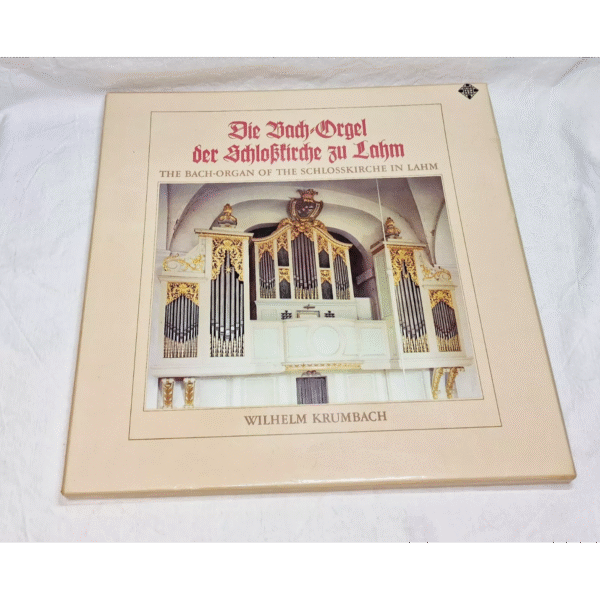 Die Bach-Orgel
der Schloßkirche zu Lahm
THE BACH-ORGAN OF THE SCHLOSSKIRCHE IN LAHM
WILHELM KRUMBACH